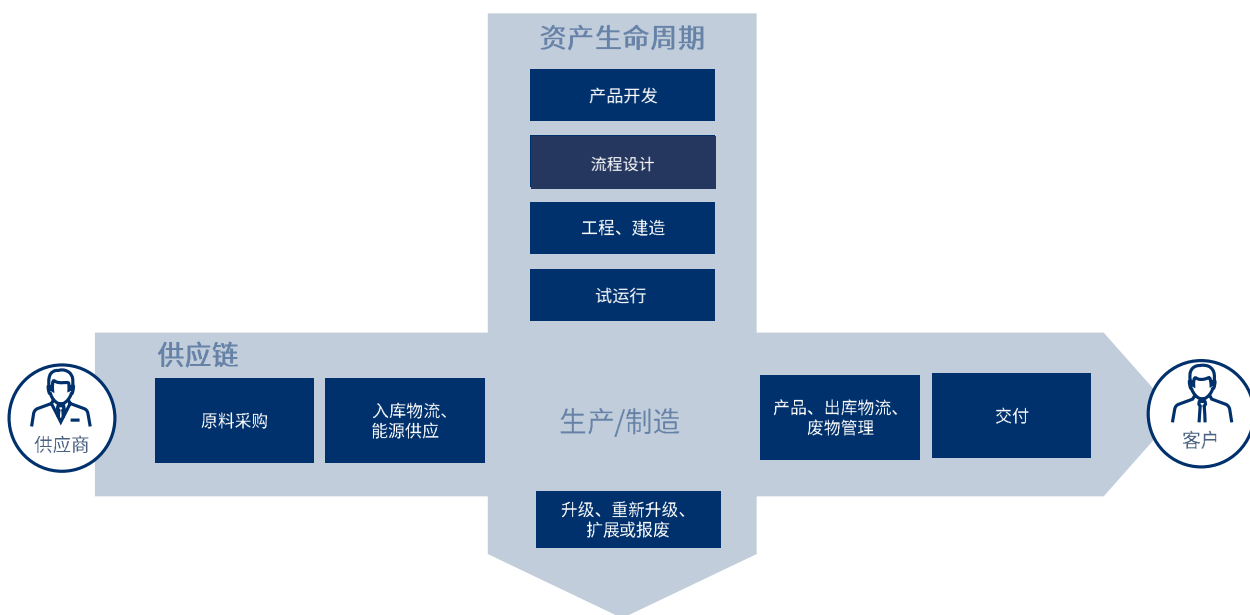 资产生命周期
产品开发
流程设计
工程、建造
试运行
供应链
供应商
原料采购
入库物流、
能源供应
生产/制造
产品、出库物流、
废物管理
交付
客户
升级、重新升级、
扩展或报废